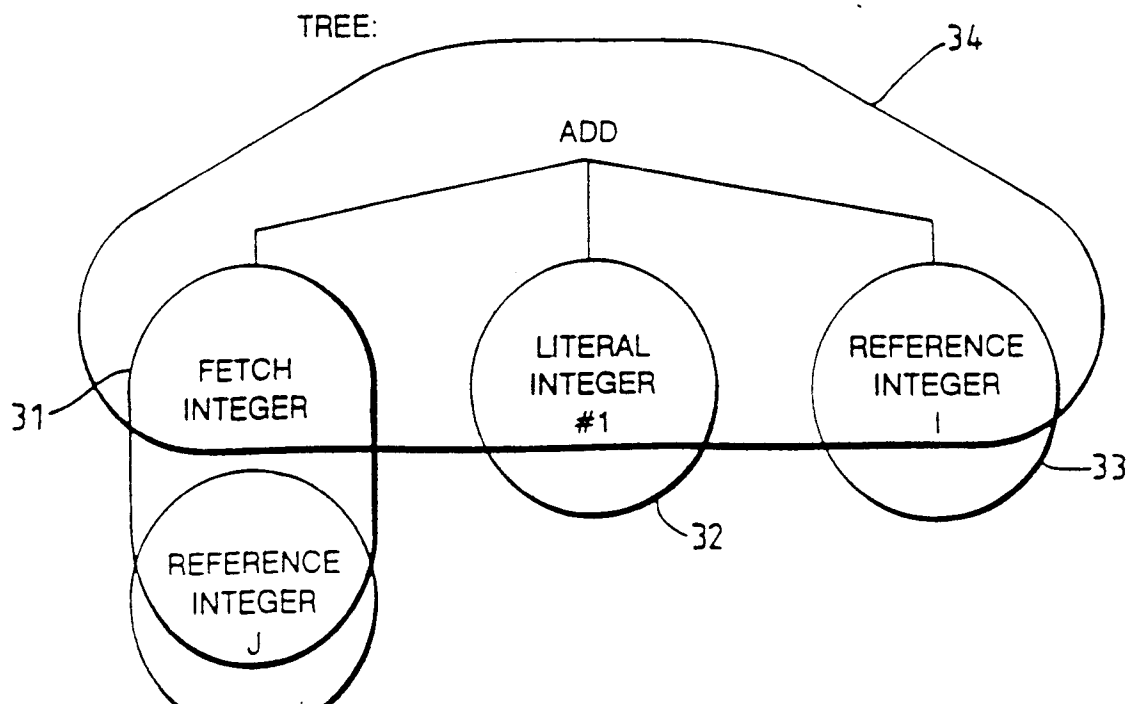 TREE:
34
ADD
FETCH
INTEGER
LITERAL
INTEGER
#1
REFERENCE
INTEGER
I
31
33
32
REFERENCE
INTEGER
J